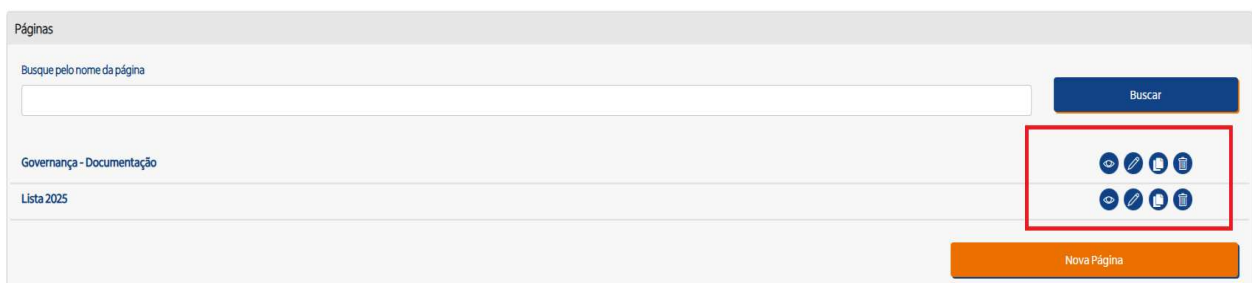 Páginas
Busque pelo nome da página
Buscar
Governança - Documentação
Lista 2025
Nova Página